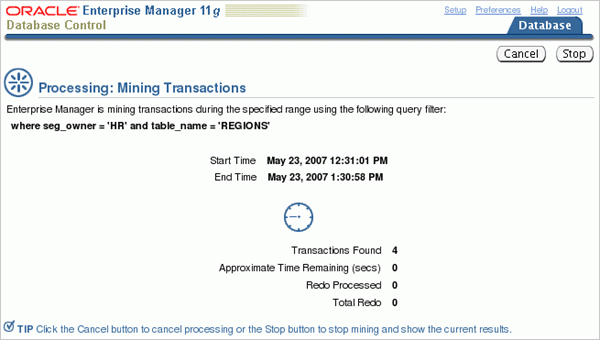 ORACLE Enterprise Manager 11g
Database Control
Setup Preferences Help Logout
Database
Cancel Stop
Processing: Mining Transactions
Enterprise Manager is mining transactions during the specified range using the following query filter:
where seg_owner = 'HR' and table_name = 'REGIONS'
Start Time May 23, 2007 12:31:01 PM
End Time May 23, 2007 1:30:58 PM
Transactions Found 4
Approximate Time Remaining (secs) 0
Redo Processed 0
Total Redo 0
TIP Click the Cancel button to cancel processing or the Stop button to stop mining and show the current results.